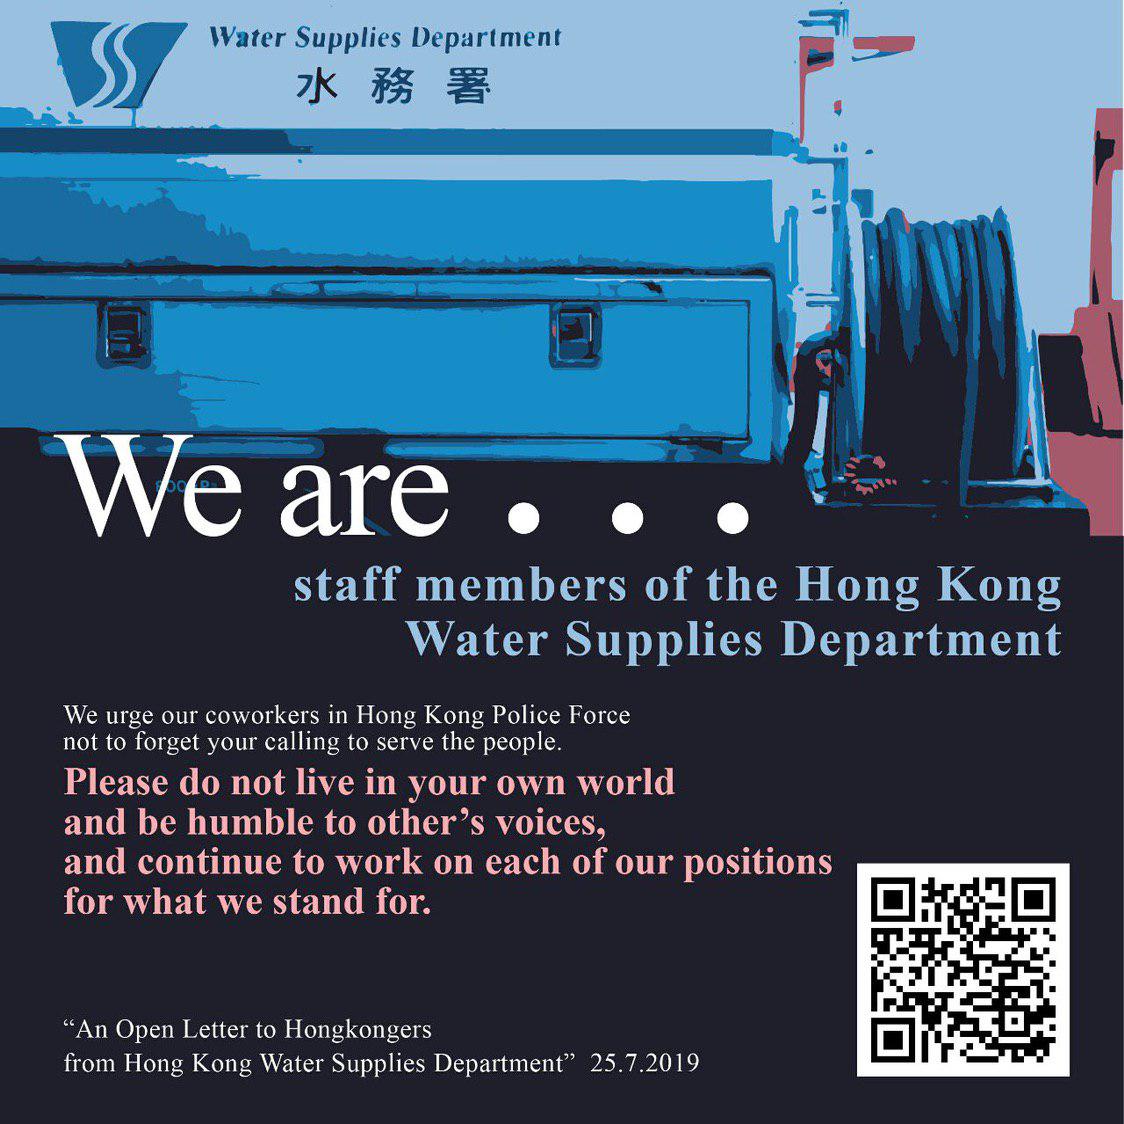 Water Supplies Department
水務署
We are . . .
staff members of the Hong Kong
Water Supplies Department
We urge our coworkers in Hong Kong Police Force
not to forget your calling to serve the people.
Please do not live in your own world
and be humble to other’s voices,
and continue to work on each of our positions
for what we stand for.
“An Open Letter to Hongkongers
from Hong Kong Water Supplies Department” 25.7.2019